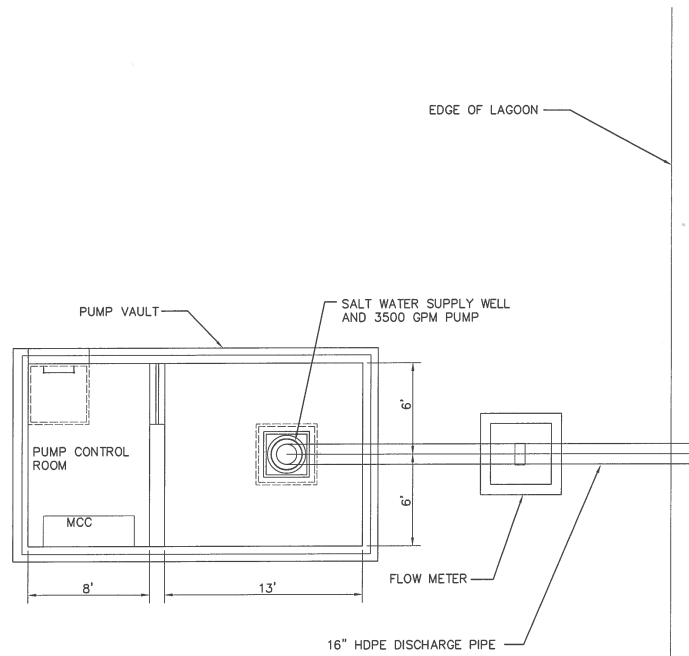 EDGE OF LAGOON
SALT WATER SUPPLY WELL
AND 3500 GPM PUMP
PUMP VAULT
6'
PUMP CONTROL
ROOM
6'
MCC
FLOW METER
8'
13'
16" HDPE DISCHARGE PIPE